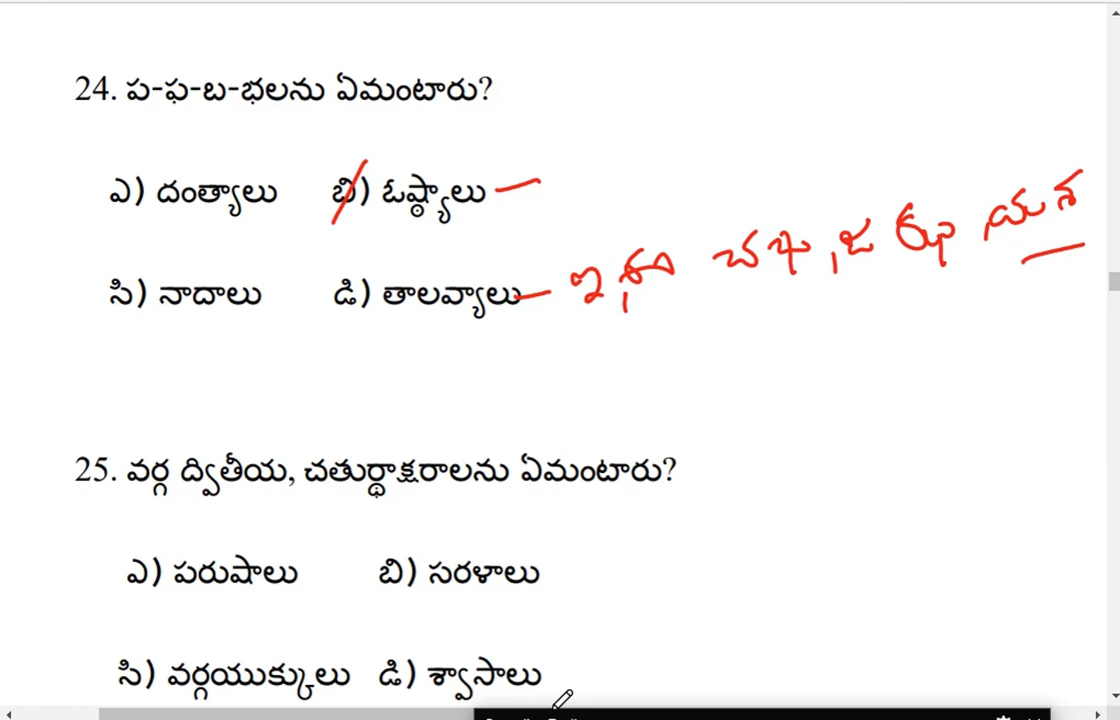 24. ప-ఫ-బ-భలను ఏమంటారు?
ఎ) దంత్యాలు బి) ఓష్ఠ్యాలు –
సి) నాదాలు డి) తాలవ్యాలు – ఇ, ఈ చ ఛ, జ ఝ య శ
25. వర్గ ద్వితీయ, చతుర్థాక్షరాలను ఏమంటారు?
ఎ) పరుషాలు బి) సరళాలు
సి) వర్గయుక్కులు డి) శ్వాసాలు